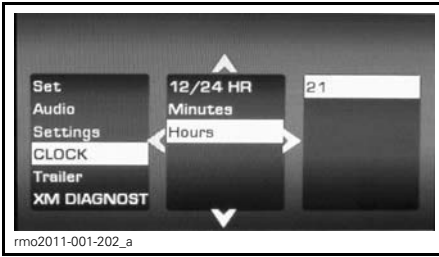 Set
Audio
Settings
CLOCK
Trailer
XM DIAGNOST
12/24 HR
Minutes
Hours
21
rmo2011-001-202_a